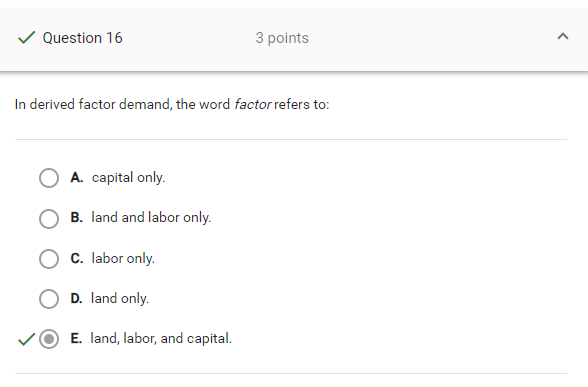 Question 16 3 points
In derived factor demand, the word factor refers to:
A. capital only.
B. land and labor only.
C. labor only.
D. land only.
E. land, labor, and capital.